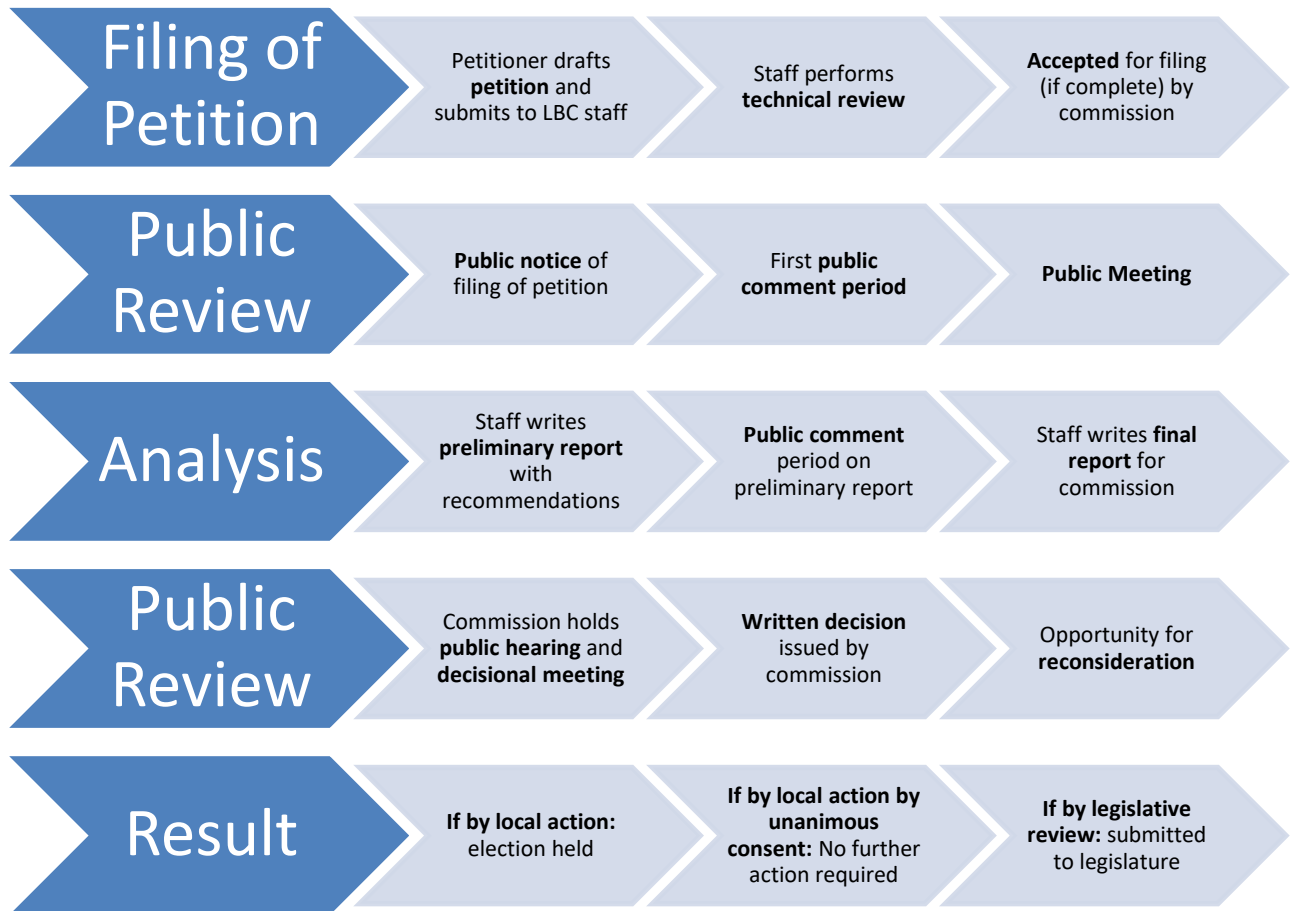 Filing of
Petition
Petitioner drafts
petition and
submits to LBC staff
Staff performs
technical review
Accepted for filing
(if complete) by
commission
Public
Review
Public notice of
filing of petition
First public
comment period
Public Meeting
Analysis
Staff writes
preliminary report
with
recommendations
Public comment
period on
preliminary report
Staff writes final
report for
commission
Public
Review
Commission holds
public hearing and
decisional meeting
Written decision
issued by
commission
Opportunity for
reconsideration
Result
If by local action:
election held
If by local action by
unanimous
consent: No further
action required
If by legislative
review: submitted
to legislature